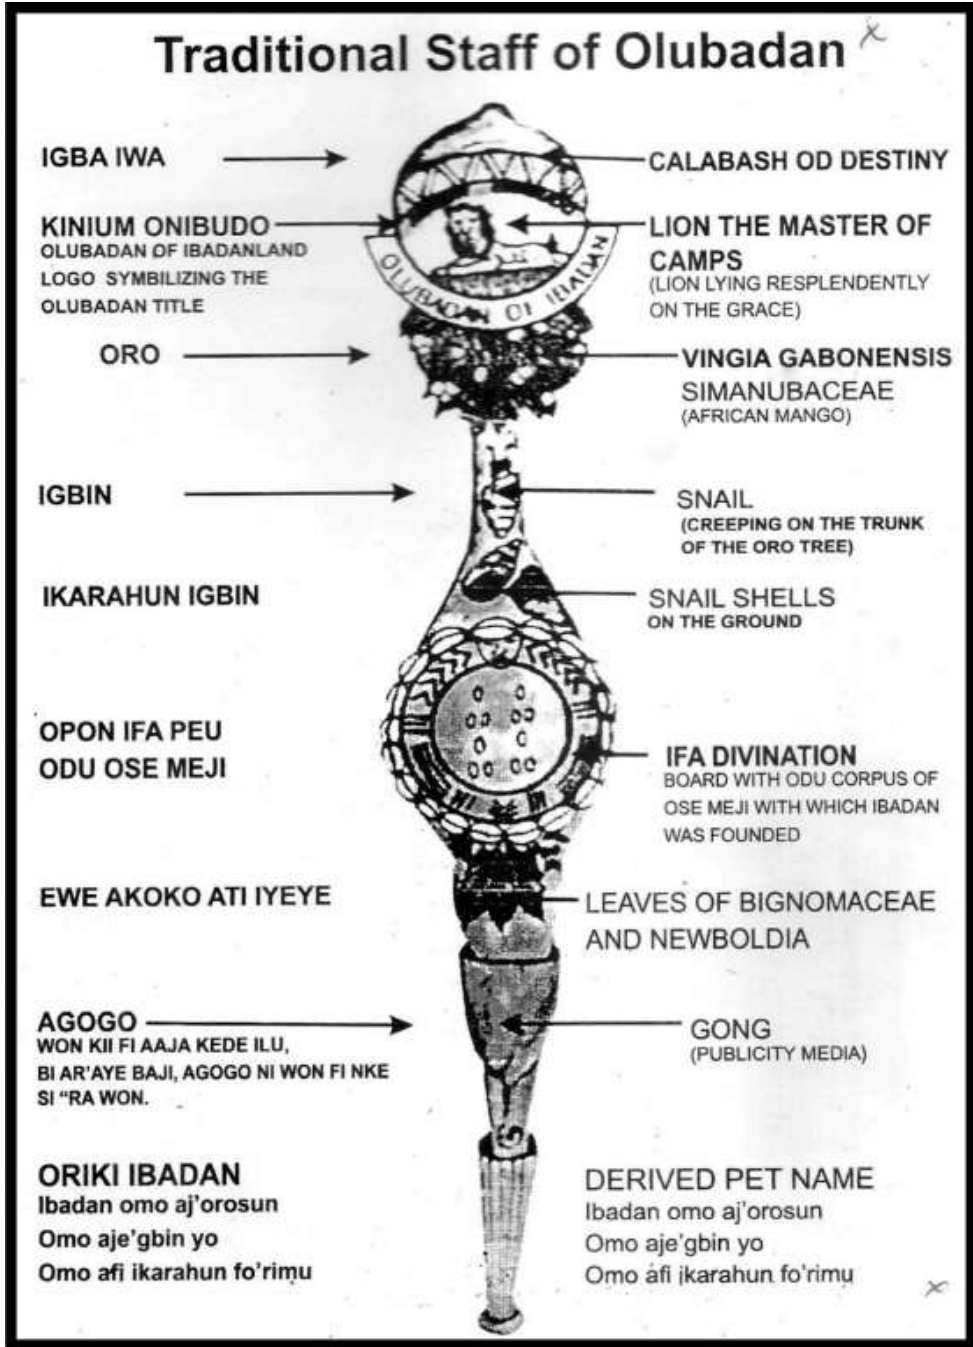 Traditional Staff of Olubadan
IGBA IWA
CALABASH OD DESTINY
KINIUM ONIBUDO
OLUBADAN OF IBADANLAND
LOGO SYMBILIZING THE
OLUBADAN TITLE
LION THE MASTER OF
CAMPS
(LION LYING RESPLENDENTLY
ON THE GRACE)
OLUBADAN OF IBADAN
ORO
VINGIA GABONENSIS
SIMANUBACEAE
(AFRICAN MANGO)
IGBIN
SNAIL
(CREEPING ON THE TRUNK
OF THE ORO TREE)
IKARAHUN IGBIN
SNAIL SHELLS
ON THE GROUND
OPON IFA PEU
ODU OSE MEJI
IFA DIVINATION
BOARD WITH ODU CORPUS OF
OSE MEJI WITH WHICH IBADAN
WAS FOUNDED
EWE AKOKO ATI IYEYE
LEAVES OF BIGNOMACEAE
AND NEWBOLDIA
AGOGO
WON KII FI AAJA KEDE ILU,
BI AR'AYE BAJI, AGOGO NI WON FI NKE
SI "RA WON.
GONG
(PUBLICITY MEDIA)
ORIKI IBADAN
Ibadan omo aj'orosun
Omo aje'gbin yo
Omo afi ikarahun fo'rimu
DERIVED PET NAME
Ibadan omo aj'orosun
Omo aje'gbin yo
Omo afi ikarahun fo'rimu